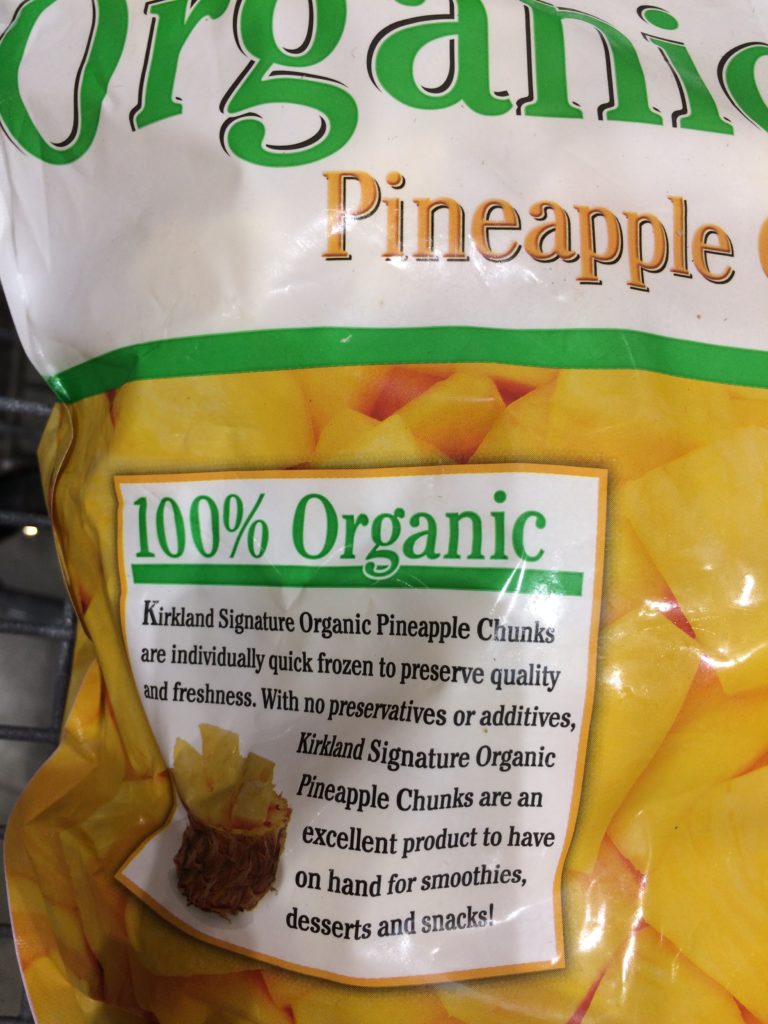 Organic
Pineapple
100% Organic
Kirkland Signature Organic Pineapple Chunks
are individually quick frozen to preserve quality
and freshness. With no preservatives or additives,
Kirkland Signature Organic
Pineapple Chunks are an
excellent product to have
on hand for smoothies,
desserts and snacks!